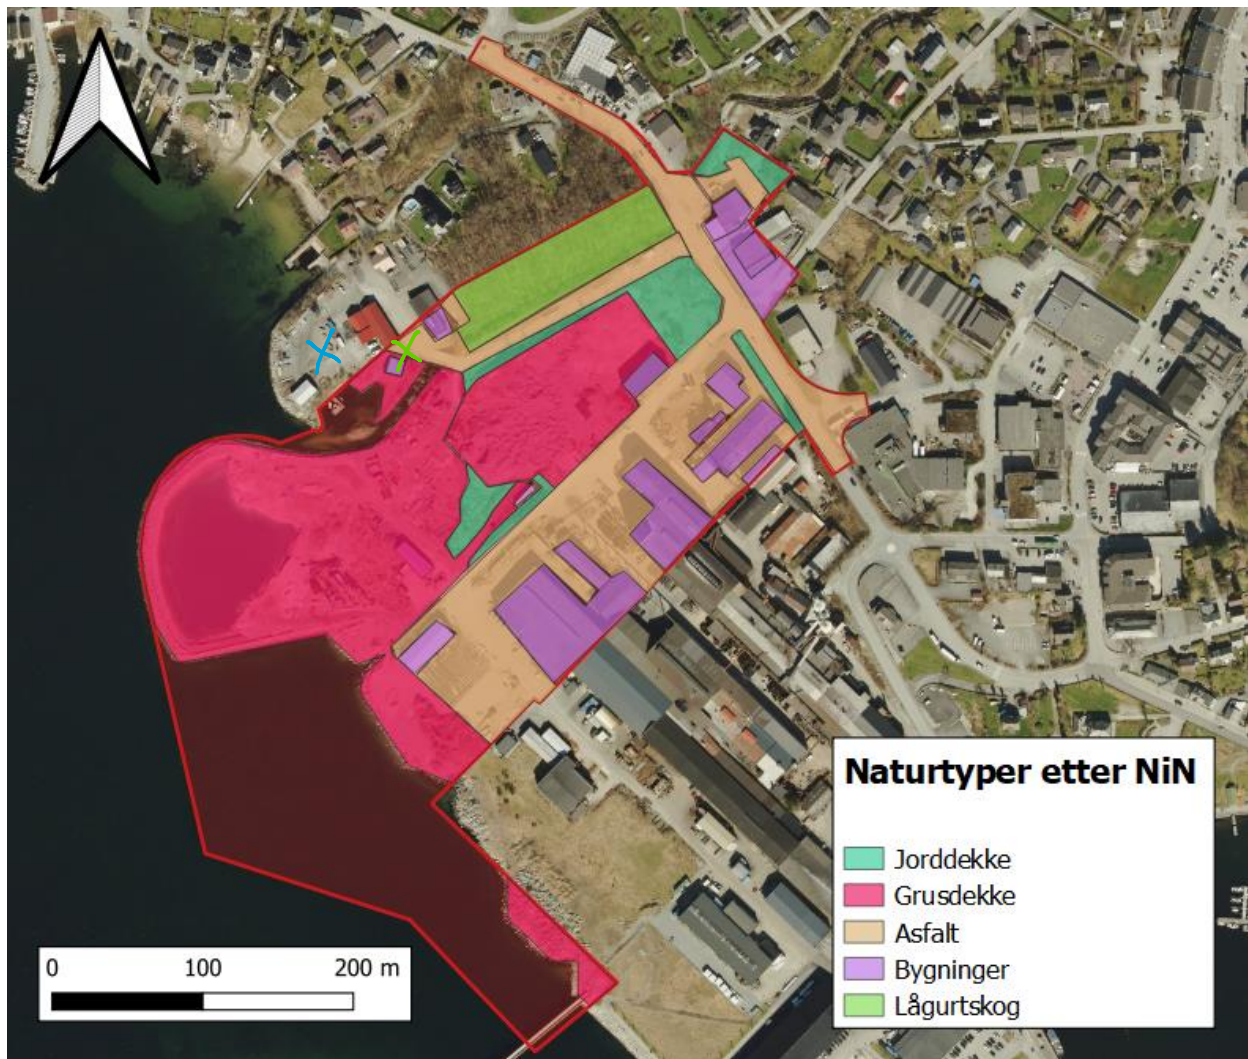 Naturtyper etter NiN
Jorddekke
Grusdekke
Asfalt
Bygninger
Lågurtskog
0 100 200 m